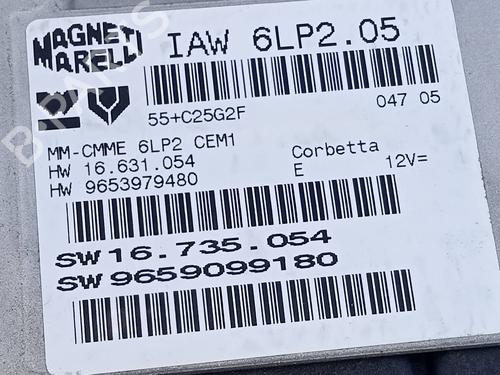 MAGNETI MARELLI
IAW 6LP2.05
55+C25G2F
047 05
MM-CMME 6LP2 CEM1
HW 16.631.054
Corbetta
HW 9653979480
E
12V=
SW 16.735.054
SW 9659099180